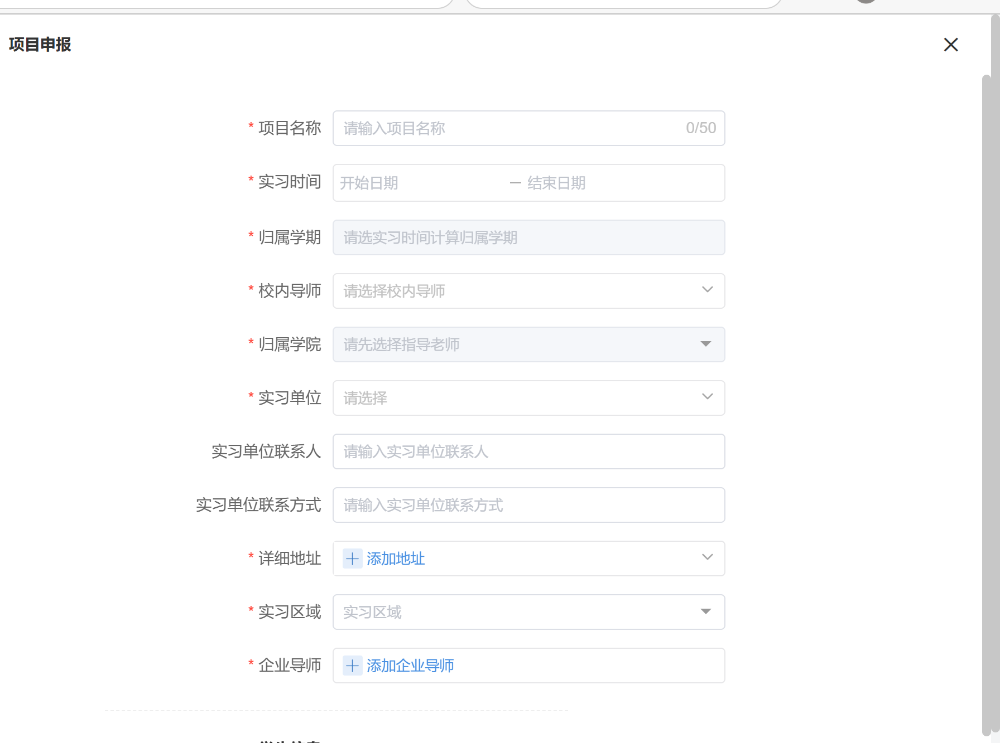 项目申报
* 项目名称 请输入项目名称 0/50
* 实习时间 开始日期 — 结束日期
* 归属学期 请选实习时间计算归属学期
* 校内导师 请选择校内导师
* 归属学院 请先选择指导老师
* 实习单位 请选择
实习单位联系人 请输入实习单位联系人
实习单位联系方式 请输入实习单位联系方式
* 详细地址 添加地址
* 实习区域 实习区域
* 企业导师 添加企业导师